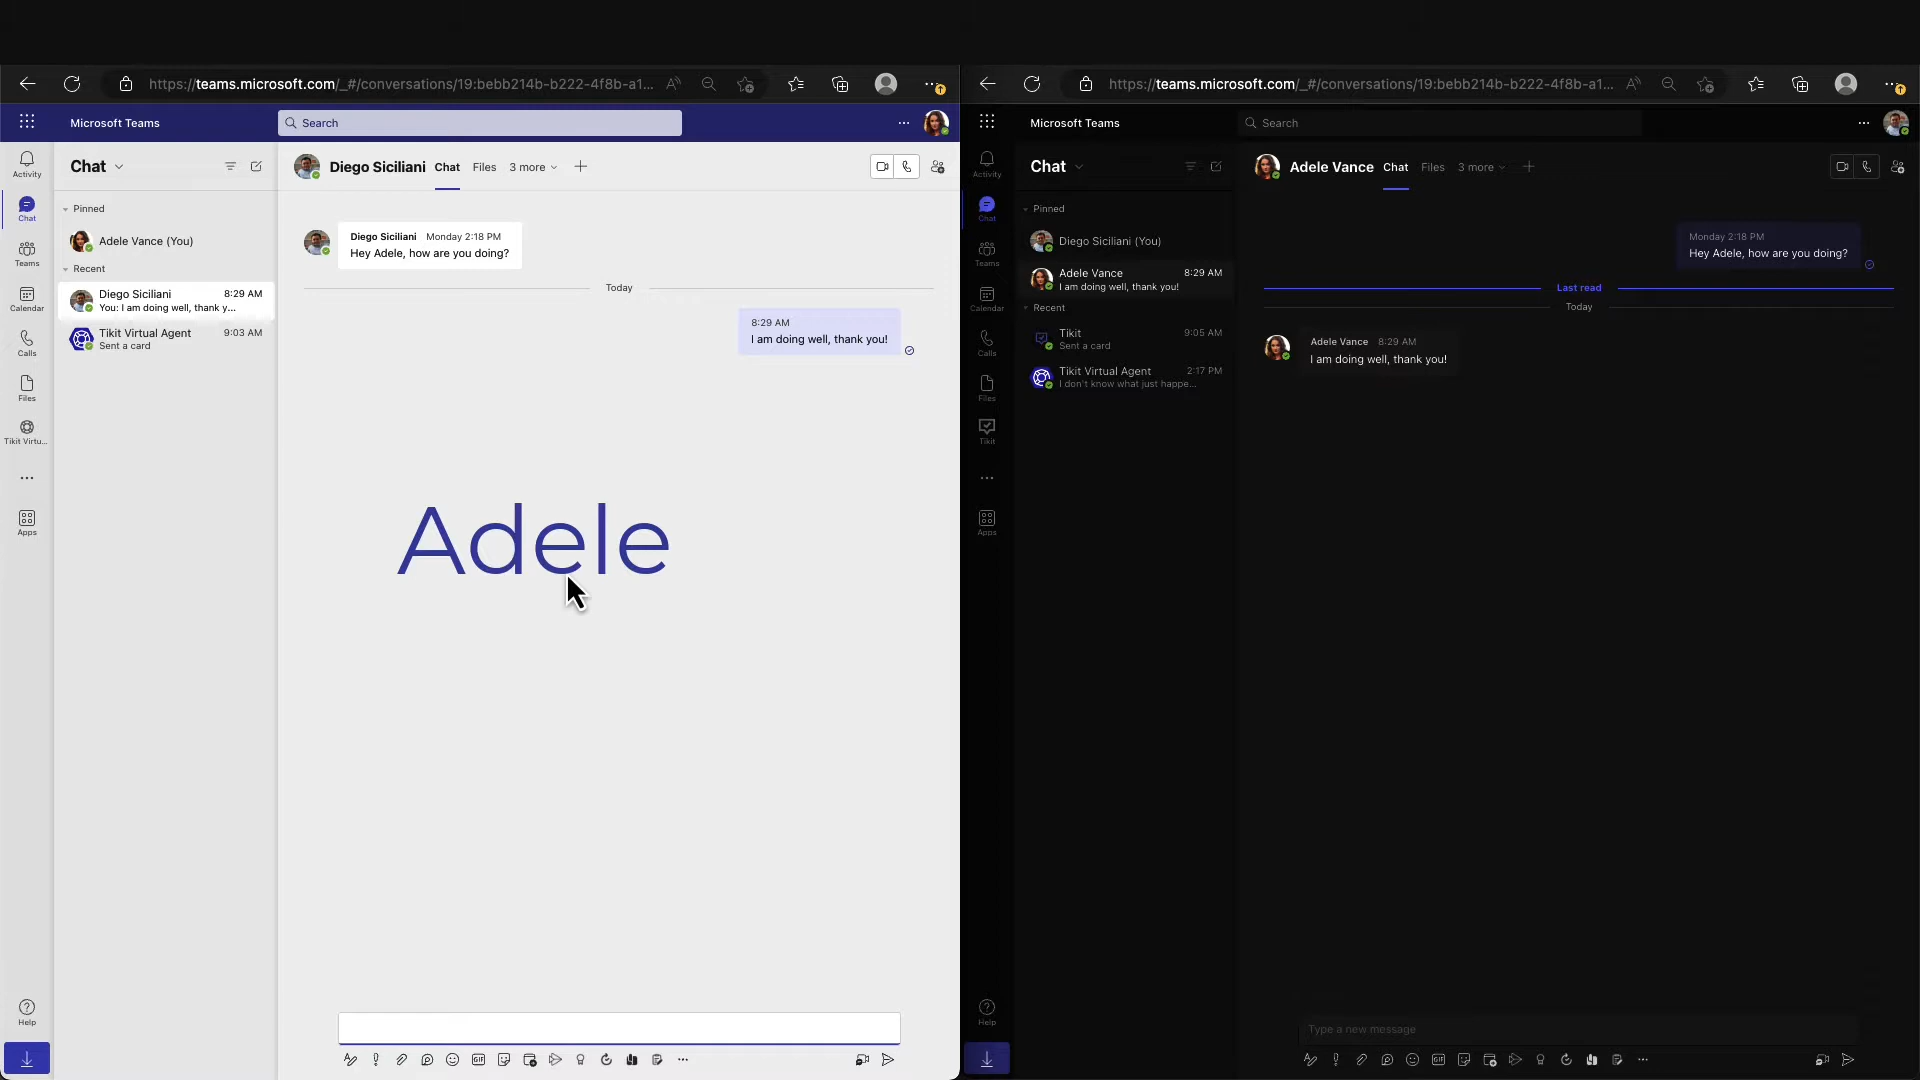 https://teams.microsoft.com/_#/conversations/19:bebb214b-b222-4f8b-a1...
Microsoft Teams
Search
Activity
Chat
Teams
Calendar
Calls
Files
Tikit Virtu...
Apps
Help
Chat
Pinned
Adele Vance (You)
Recent
Diego Siciliani 8:29 AM
You: I am doing well, thank y...
Tikit Virtual Agent 9:03 AM
Sent a card
Diego Siciliani Chat Files 3 more
Diego Siciliani Monday 2:18 PM
Hey Adele, how are you doing?
Today
8:29 AM
I am doing well, thank you!
Adele
GIF
https://teams.microsoft.com/_#/conversations/19:bebb214b-b222-4f8b-a1...
Microsoft Teams
Search
Activity
Chat
Teams
Calendar
Calls
Files
Tikit
Apps
Help
Chat
Pinned
Diego Siciliani (You)
Adele Vance 8:29 AM
I am doing well, thank you!
Recent
Tikit 9:05 AM
Sent a card
Tikit Virtual Agent 2:17 PM
I don't know what just happe...
Adele Vance Chat Files 3 more
Monday 2:18 PM
Hey Adele, how are you doing?
Last read
Today
Adele Vance 8:29 AM
I am doing well, thank you!
Type a new message
GIF